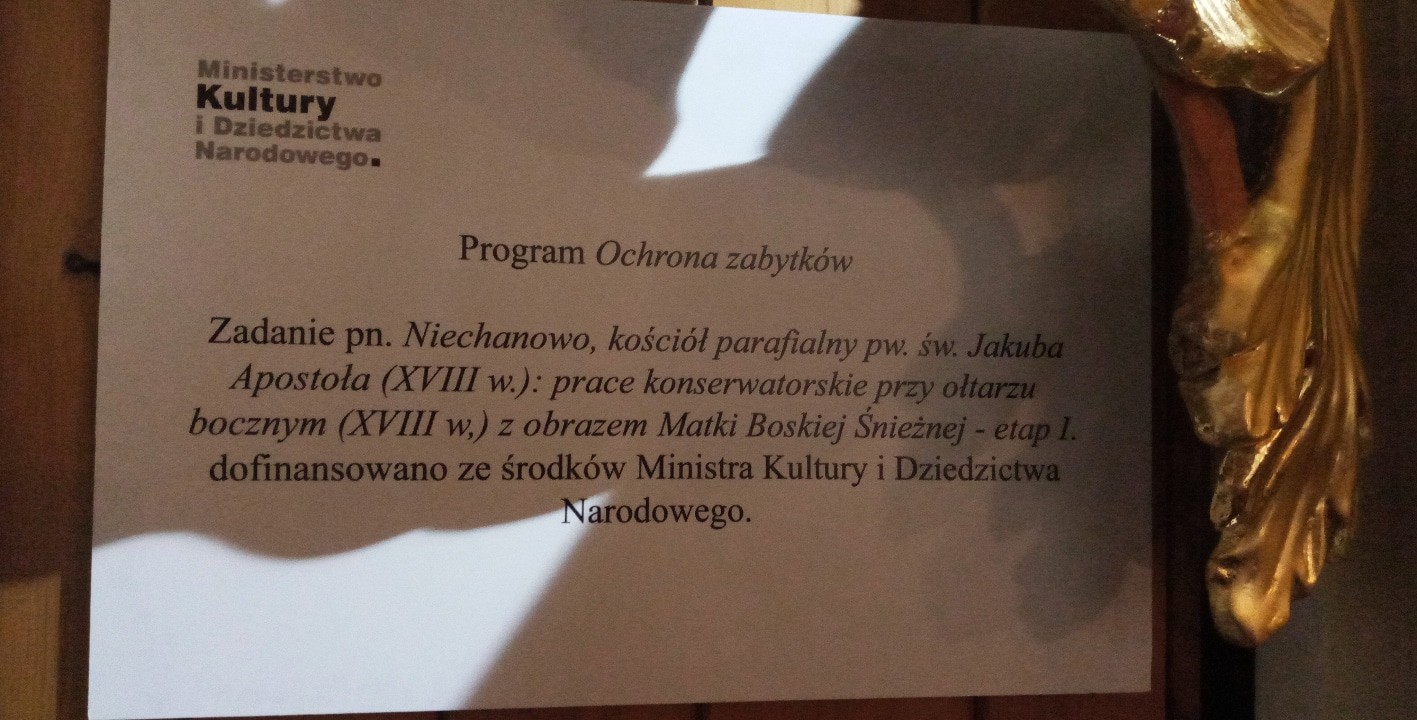 Ministerstwo
Kultury
i Dziedzictwa
Narodowego.
Program Ochrona zabytków
Zadanie pn. Niechanowo, kościół parafialny pw. św. Jakuba
Apostoła (XVIII w.): prace konserwatorskie przy ołtarzu
bocznym (XVIII w,) z obrazem Matki Boskiej Śnieżnej - etap I.
dofinansowano ze środków Ministra Kultury i Dziedzictwa
Narodowego.